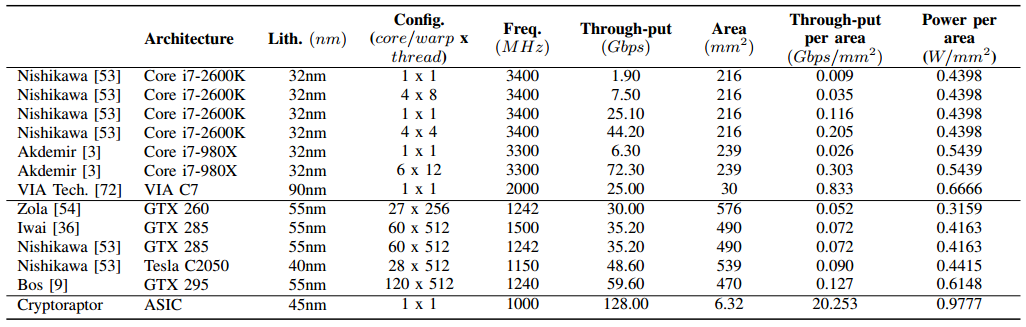 Architecture Lith. (nm) Config. (core/warp x thread) Freq. (MHz) Through-put (Gbps) Area (mm²) Through-put per area (Gbps/mm²) Power per area (W/mm²)
Nishikawa [53] Core i7-2600K 32nm 1 x 1 3400 1.90 216 0.009 0.4398
Nishikawa [53] Core i7-2600K 32nm 4 x 8 3400 7.50 216 0.035 0.4398
Nishikawa [53] Core i7-2600K 32nm 1 x 1 3400 25.10 216 0.116 0.4398
Nishikawa [53] Core i7-2600K 32nm 4 x 4 3400 44.20 216 0.205 0.4398
Akdemir [3] Core i7-980X 32nm 1 x 1 3300 6.30 239 0.026 0.5439
Akdemir [3] Core i7-980X 32nm 6 x 12 3300 72.30 239 0.303 0.5439
VIA Tech. [72] VIA C7 90nm 1 x 1 2000 25.00 30 0.833 0.6666
Zola [54] GTX 260 55nm 27 x 256 1242 30.00 576 0.052 0.3159
Iwai [36] GTX 285 55nm 60 x 512 1500 35.20 490 0.072 0.4163
Nishikawa [53] GTX 285 55nm 60 x 512 1242 35.20 490 0.072 0.4163
Nishikawa [53] Tesla C2050 40nm 28 x 512 1150 48.60 539 0.090 0.4415
Bos [9] GTX 295 55nm 120 x 512 1240 59.60 470 0.127 0.6148
Cryptoraptor ASIC 45nm 1 x 1 1000 128.00 6.32 20.253 0.9777